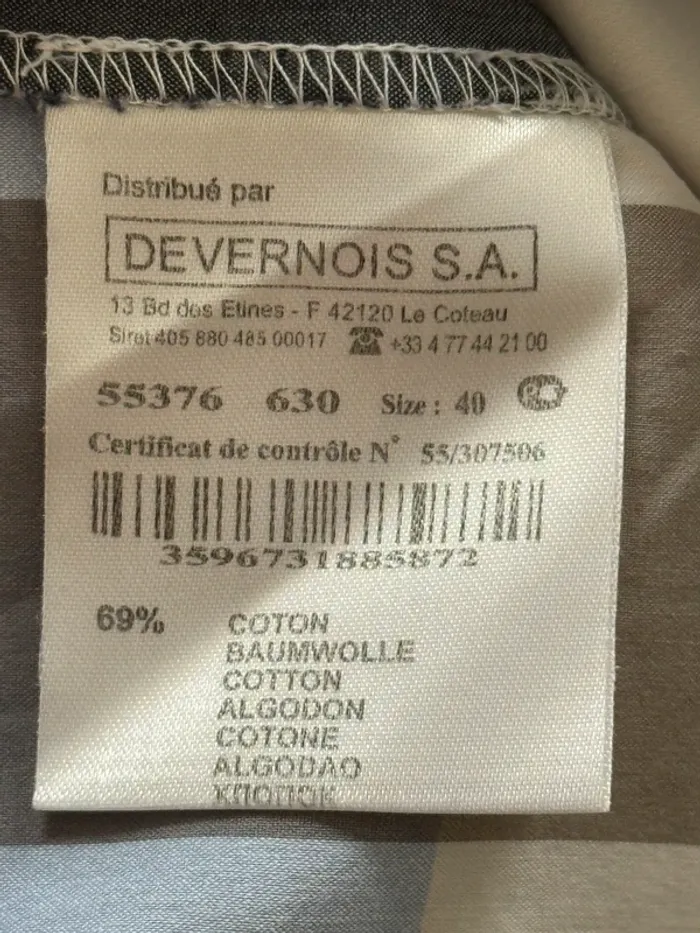 Distribué par
DEVERNOIS S.A.
13 Bd des Etines - F 42120 Le Coteau
Siret 405 880 485 00017 ☎ +33 4 77 44 21 00
55376 630 Size : 40
Certificat de contrôle N° 55/307506
3596731885872
69% COTON
BAUMWOLLE
COTTON
ALGODON
COTONE
ALGODAO
ХЛОПОК